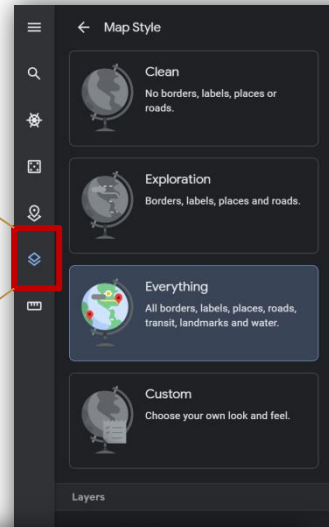 Map Style
Clean
No borders, labels, places or
roads.
Exploration
Borders, labels, places and roads.
Everything
All borders, labels, places, roads,
transit, landmarks and water.
Custom
Choose your own look and feel.
Layers